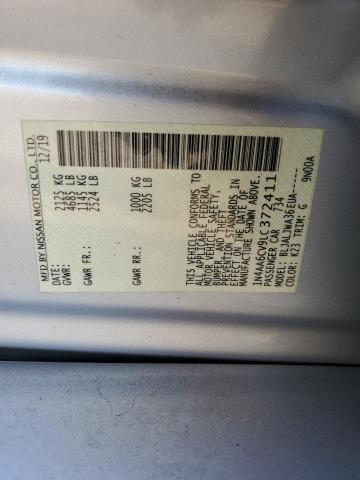 MFD BY NISSAN MOTOR CO., LTD.
DATE: 12/19
GVWR: 2125 KG
4685 LB
GAWR FR.: 1145 KG
2524 LB
GAWR RR.: 1000 KG
2205 LB
THIS VEHICLE CONFORMS TO
ALL APPLICABLE FEDERAL
MOTOR VEHICLE SAFETY,
BUMPER, AND THEFT
PREVENTION STANDARDS IN
EFFECT ON THE DATE OF
MANUFACTURE SHOWN ABOVE.
1N4AA6CV9LC372411
PASSENGER CAR 734
MODEL: BLJALJWA36EUA-----
COLOR: K23 TRIM: G 9N00A